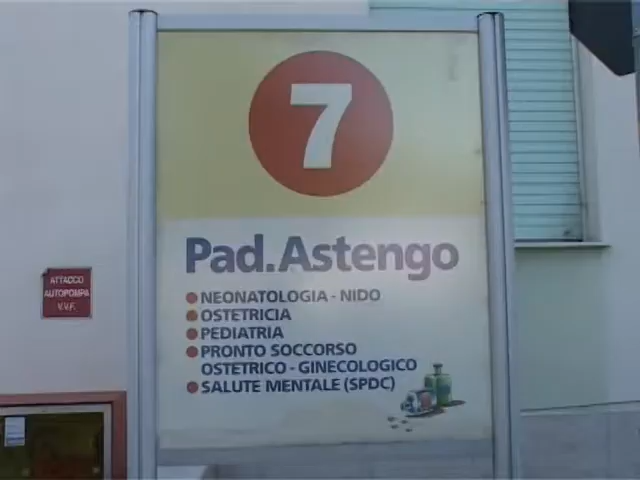 7
Pad.Astengo
NEONATOLOGIA - NIDO
OSTETRICIA
PEDIATRIA
PRONTO SOCCORSO
OSTETRICO - GINECOLOGICO
SALUTE MENTALE (SPDC)
ATTACCO
AUTOPOMPA
V.V.F.